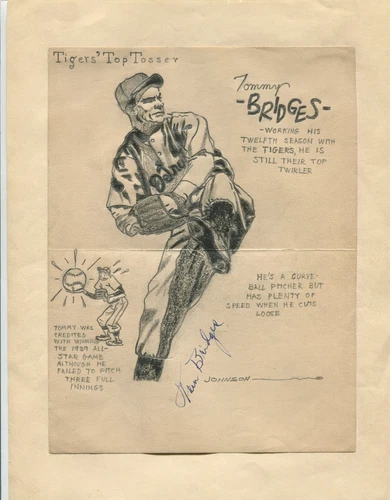 Tigers' Top Tosser
Tommy
-BRIDGES-
-WORKING HIS
TWELFTH SEASON WITH
THE TIGERS, HE IS
STILL THEIR TOP
TWIRLER
HE'S A CURVE-
BALL PITCHER BUT
HAS PLENTY OF
SPEED WHEN HE CUTS
LOOSE
TOMMY WAS
CREDITED
WITH WINNING
THE 1939 ALL-
STAR GAME
ALTHOUGH HE
FAILED TO PITCH
THREE FULL
INNINGS
Bridges
JOHNSON